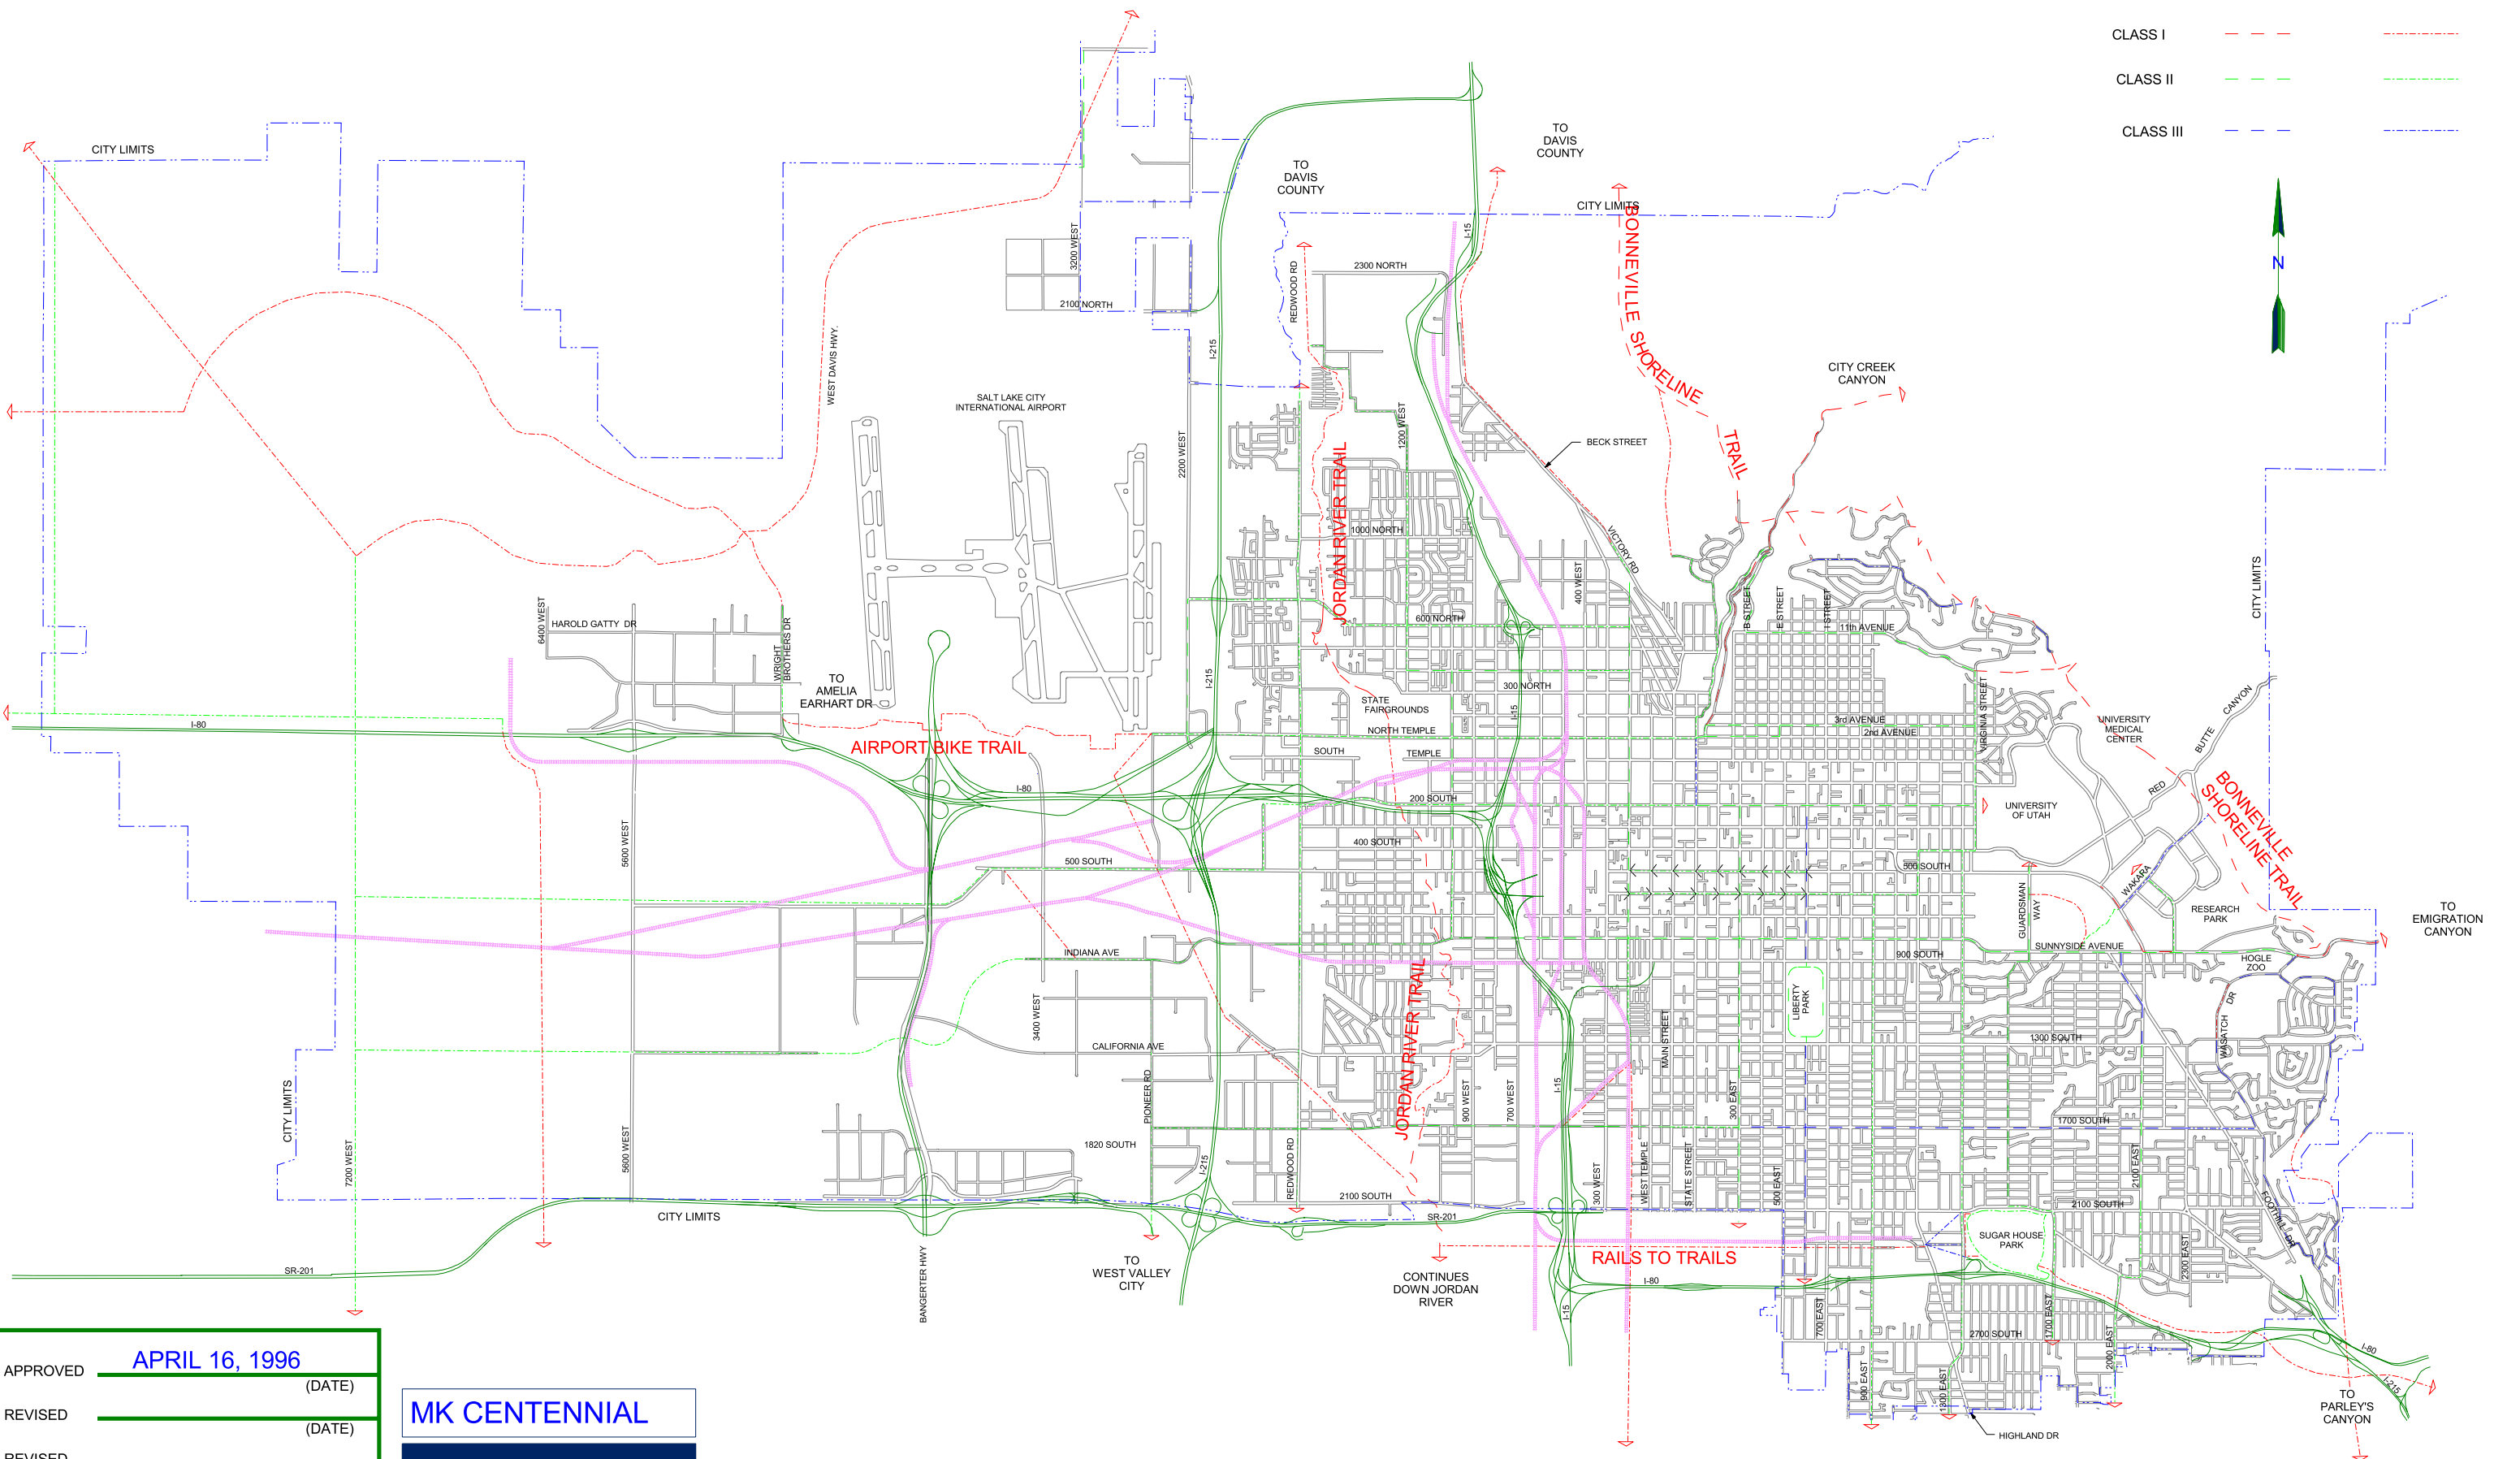 CLASS I
CLASS II
CLASS III
N
CITY LIMITS
TO
DAVIS
COUNTY
TO
DAVIS
COUNTY
CITY LIMITS
BONNEVILLE SHORELINE
TRAIL
I-15
3200 WEST
2100 NORTH
REDWOOD RD
2300 NORTH
WEST DAVIS HWY.
I-215
CITY CREEK
CANYON
SALT LAKE CITY
INTERNATIONAL AIRPORT
2200 WEST
1200 WEST
BECK STREET
JORDAN RIVER TRAIL
1000 NORTH
VICTORY RD
400 WEST
CITY LIMITS
6400 WEST
HAROLD GATTY DR
WRIGHT
BROTHERS DR
600 NORTH
B STREET
E STREET
I STREET
11th AVENUE
TO
AMELIA
EARHART DR
I-215
300 NORTH
STATE
FAIRGROUNDS
I-15
NORTH TEMPLE
3rd AVENUE
2nd AVENUE
VIRGINIA STREET
UNIVERSITY
MEDICAL
CENTER
RED
BUTTE
CANYON
I-80
AIRPORT BIKE TRAIL
SOUTH
TEMPLE
I-80
200 SOUTH
UNIVERSITY
OF UTAH
BONNEVILLE
SHORELINE TRAIL
5600 WEST
400 SOUTH
500 SOUTH
500 SOUTH
GUARDSMAN
WAY
WAKARA
RESEARCH
PARK
TO
EMIGRATION
CANYON
INDIANA AVE
900 SOUTH
SUNNYSIDE AVENUE
HOGLE
ZOO
3400 WEST
JORDAN RIVER TRAIL
LIBERTY
PARK
CALIFORNIA AVE
MAIN STREET
1300 SOUTH
WASATCH
DR
CITY LIMITS
PIONEER RD
900 WEST
700 WEST
I-15
300 EAST
1700 SOUTH
7200 WEST
5600 WEST
1820 SOUTH
I-215
REDWOOD RD
2100 SOUTH
300 WEST
WEST TEMPLE
STATE STREET
500 EAST
2100 EAST
2100 SOUTH
FOOTHILL DR
CITY LIMITS
SR-201
SUGAR HOUSE
PARK
2300 EAST
SR-201
BANGERTER HWY
TO
WEST VALLEY
CITY
CONTINUES
DOWN JORDAN
RIVER
RAILS TO TRAILS
I-80
I-15
700 EAST
1700 EAST
2700 SOUTH
2000 EAST
I-80
I-215
900 EAST
1300 EAST
HIGHLAND DR
TO
PARLEY'S
CANYON
APPROVED APRIL 16, 1996
(DATE)
REVISED
(DATE)
REVISED
MK CENTENNIAL